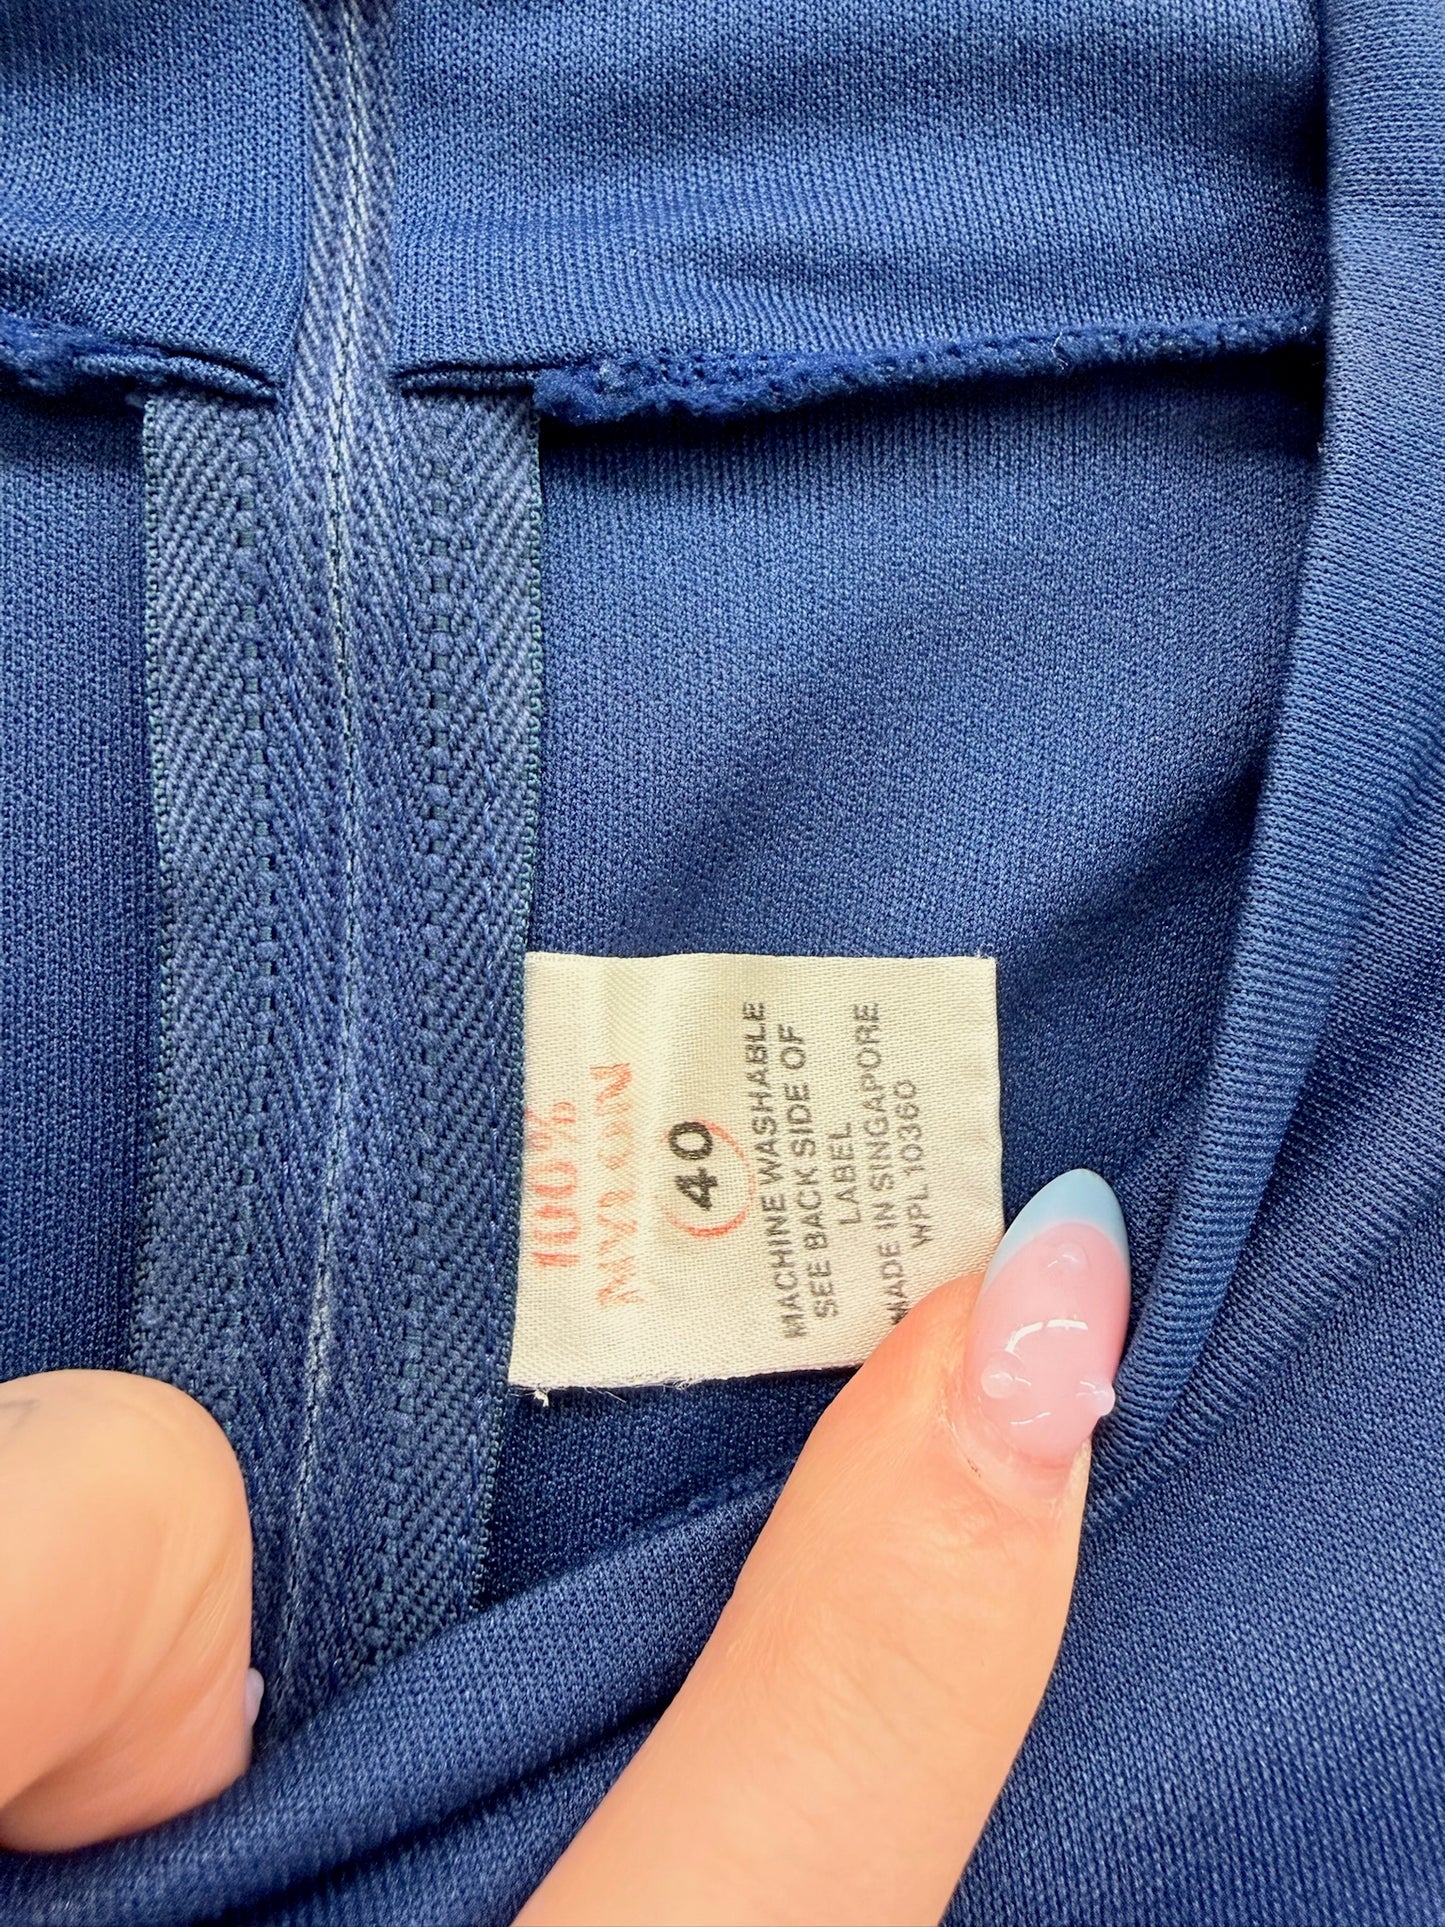 100%
NYLON
40
MACHINE WASHABLE
SEE BACK SIDE OF
LABEL
MADE IN SINGAPORE
WPL 10360